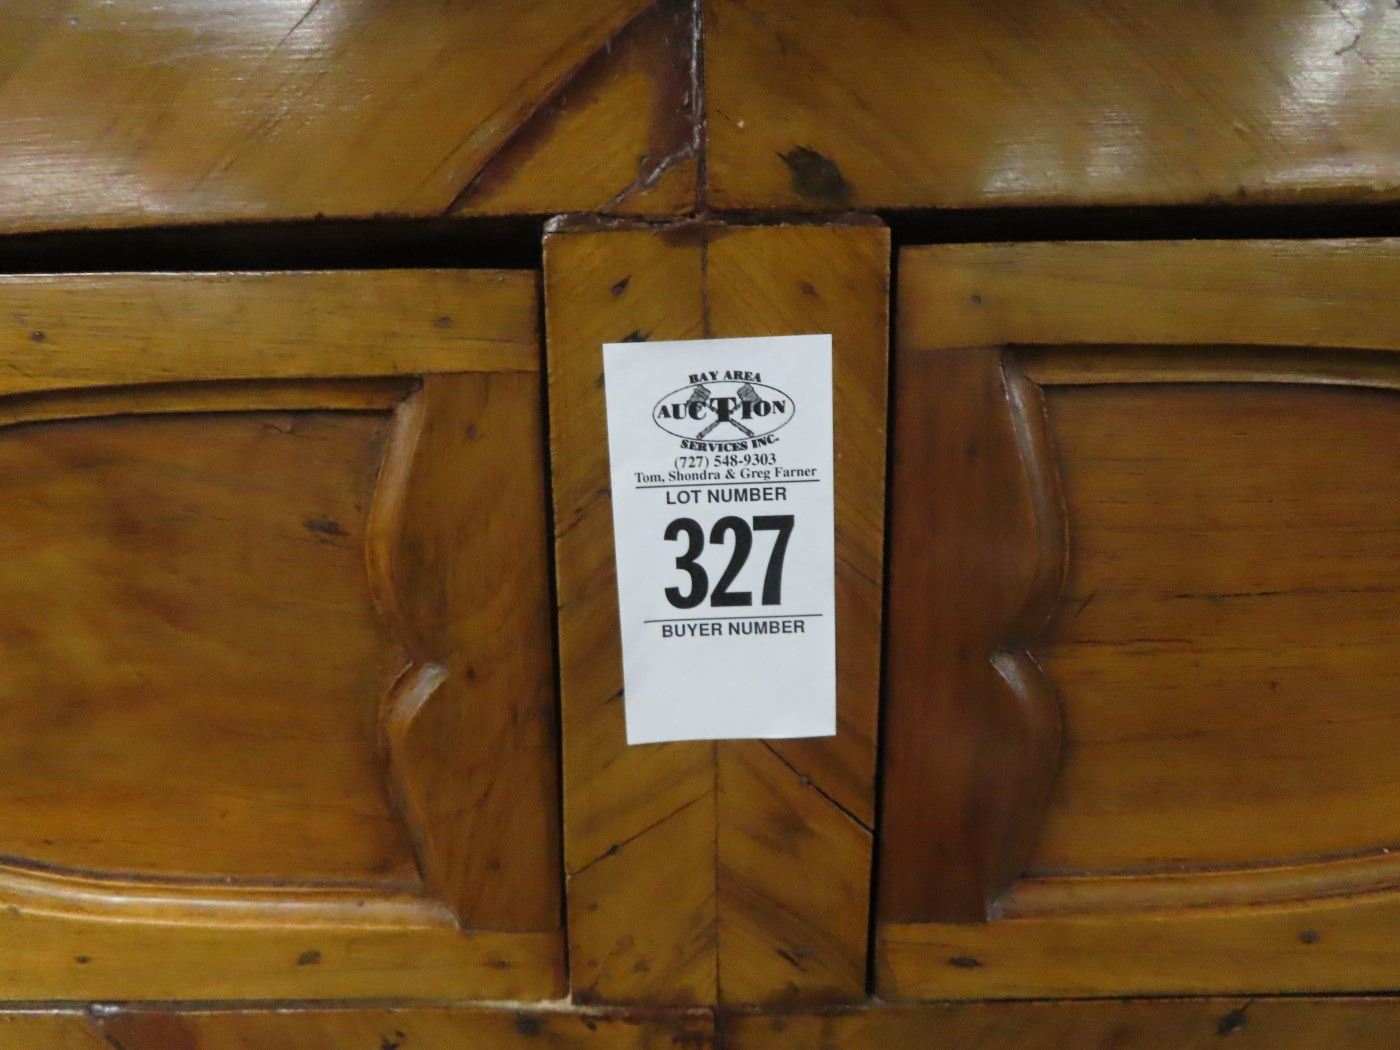 BAY AREA
AUCTION
SERVICES INC.
(727) 548-9303
Tom, Shondra & Greg Farner
LOT NUMBER
327
BUYER NUMBER